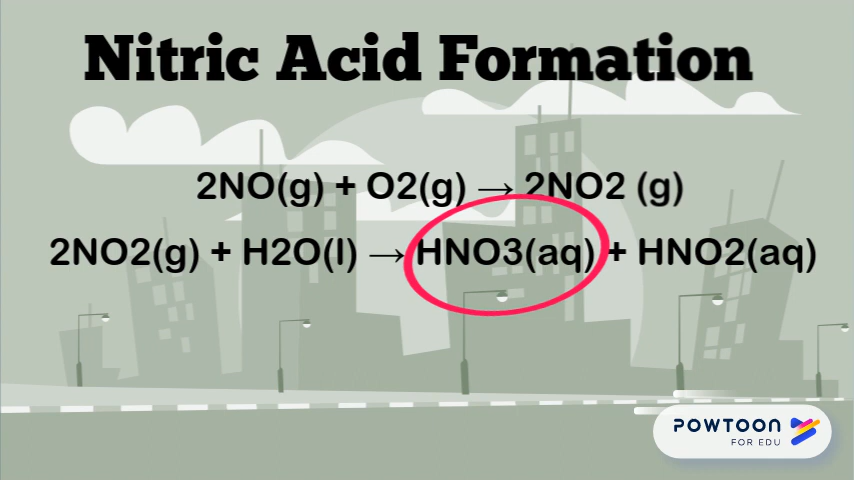 Nitric Acid Formation
2NO(g) + O2(g) → 2NO2 (g)
2NO2(g) + H2O(l) → HNO3(aq) + HNO2(aq)
POWTOON
FOR EDU